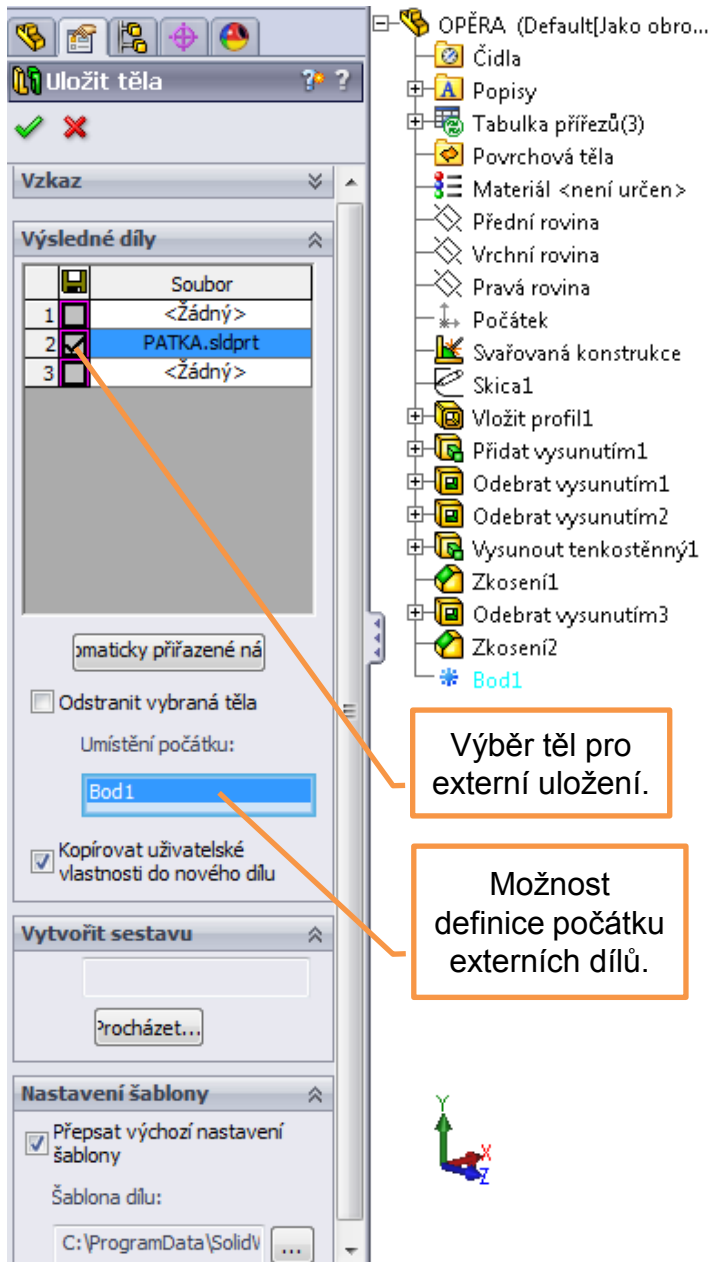 Uložit těla
Vzkaz
Výsledné díly
Soubor
1 <Žádný>
2 PATKA.sldprt
3 <Žádný>
omaticky přiřazené ná
Odstranit vybraná těla
Umístění počátku:
Bod1
Kopírovat uživatelské
vlastnosti do nového dílu
Vytvořit sestavu
Procházet...
Nastavení šablony
Přepsat výchozí nastavení
šablony
Šablona dílu:
C:\ProgramData\SolidW
...
OPĚRA (Default[Jako obro...
Čidla
A Popisy
Tabulka přířezů(3)
Povrchová těla
Materiál <není určen>
Přední rovina
Vrchní rovina
Pravá rovina
Počátek
Svařovaná konstrukce
Skica1
Vložit profil1
Přidat vysunutím1
Odebrat vysunutím1
Odebrat vysunutím2
Vysunout tenkostěnný1
Zkosení1
Odebrat vysunutím3
Zkosení2
Bod1
Výběr těl pro
externí uložení.
Možnost
definice počátku
externích dílů.
Y
X
Z